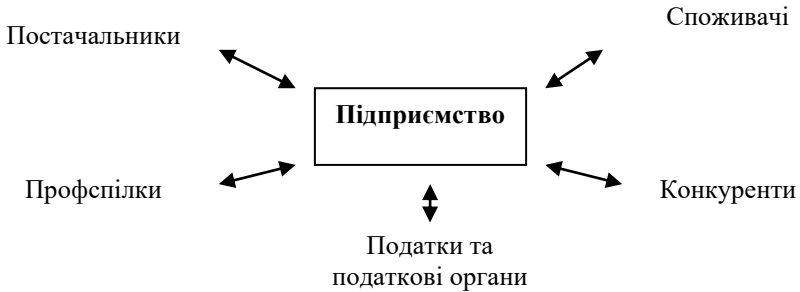 Споживачі
Постачальники
Підприємство
Профспілки
Конкуренти
Податки та
податкові органи